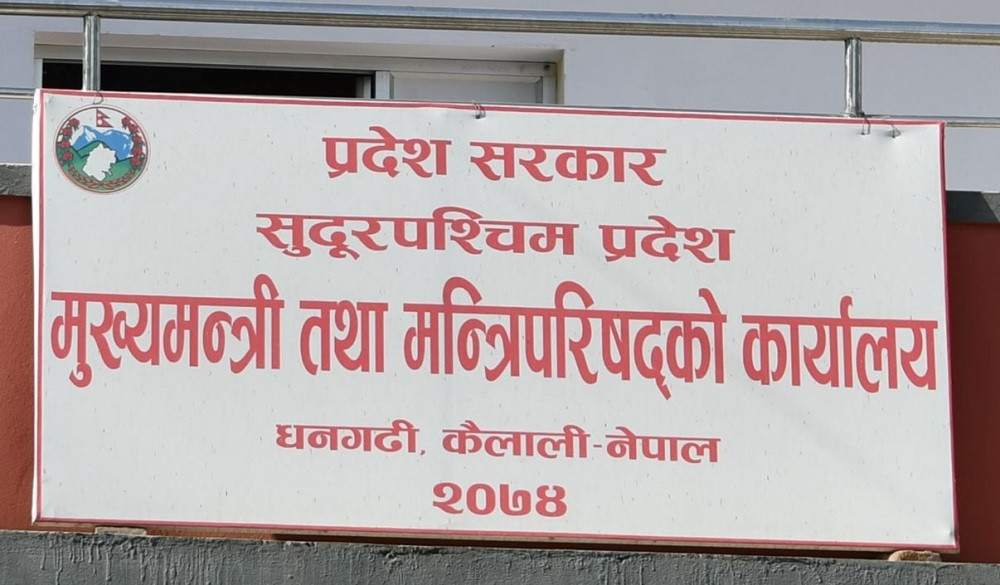 प्रदेश सरकार
सुदूरपश्चिम प्रदेश
मुख्यमन्त्री तथा मन्त्रिपरिषद्को कार्यालय
धनगढी, कैलाली-नेपाल
२०७४